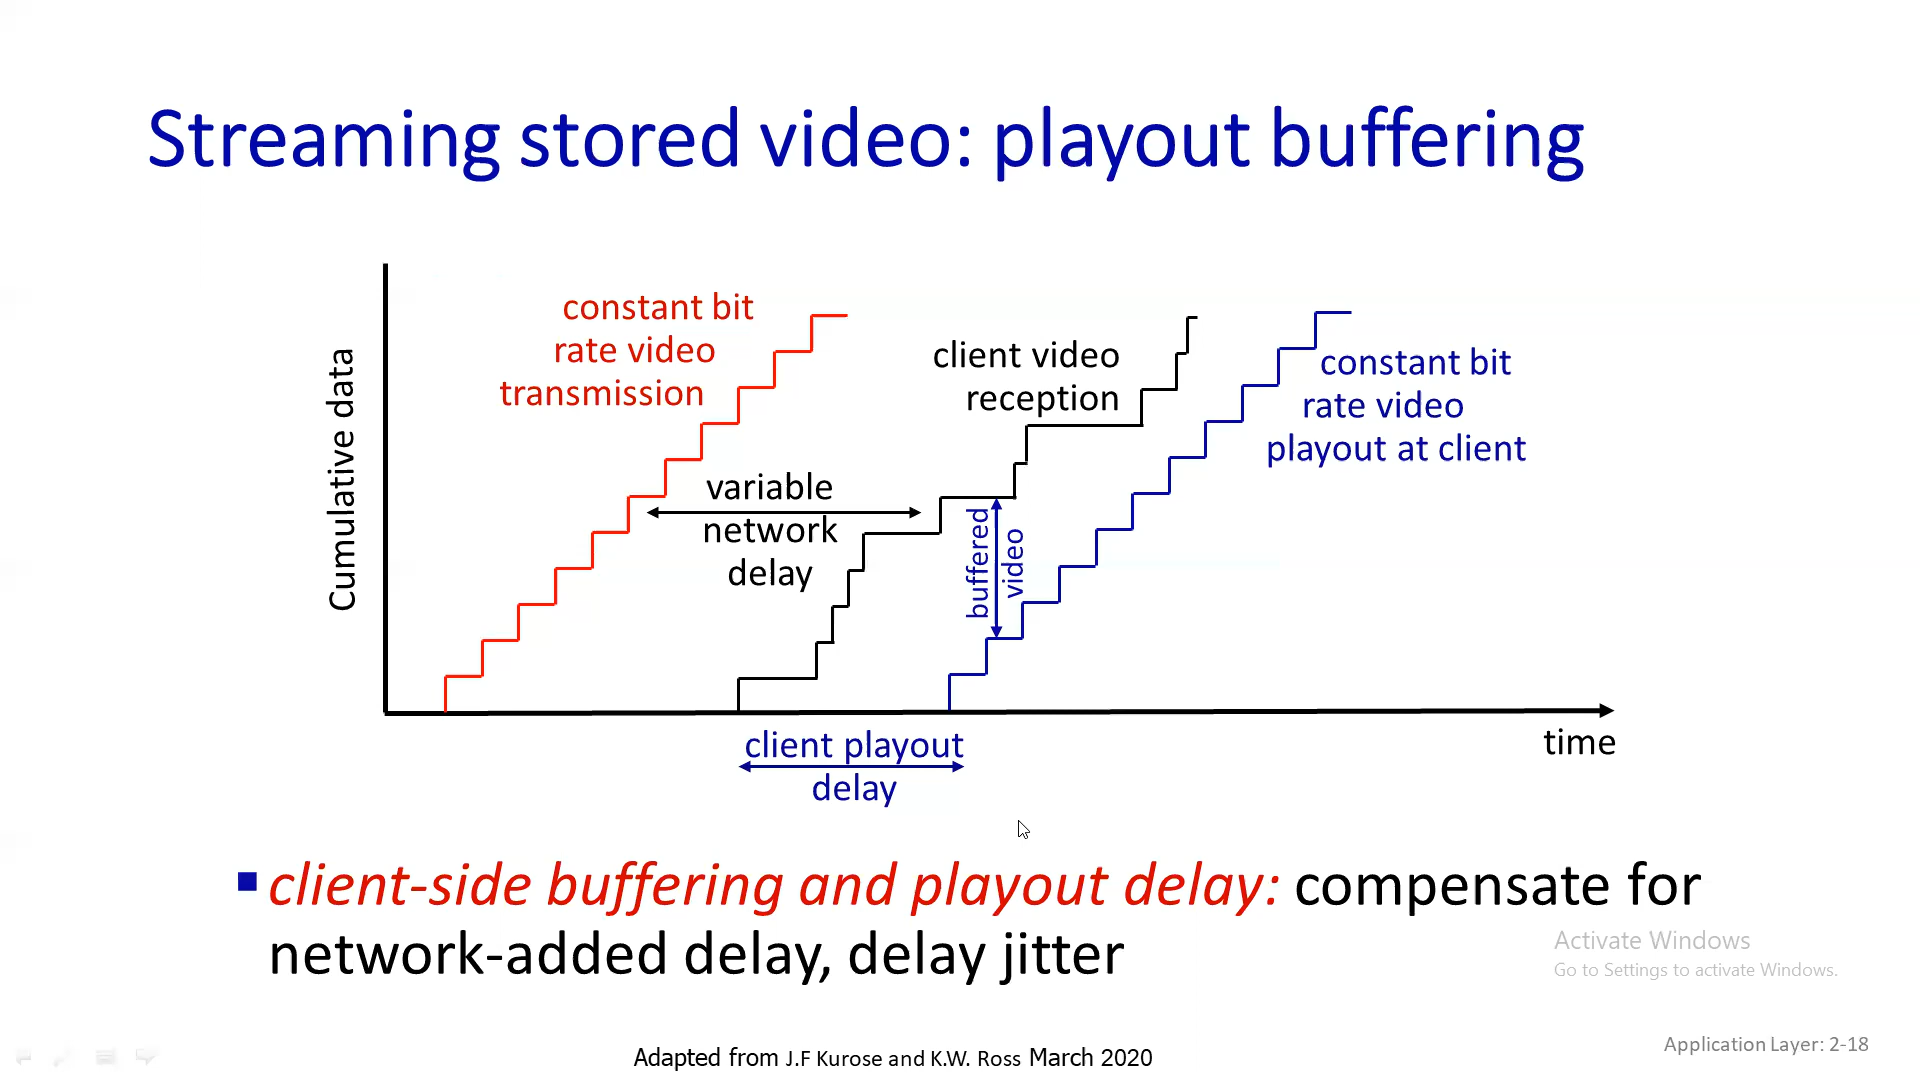 Streaming stored video: playout buffering
constant bit
rate video
transmission
client video
reception
constant bit
rate video
playout at client
Cumulative data
variable
network
delay
buffered
video
client playout
delay
time
client-side buffering and playout delay: compensate for
network-added delay, delay jitter
Activate Windows
Go to Settings to activate Windows.
Adapted from J.F Kurose and K.W. Ross March 2020
Application Layer: 2-18